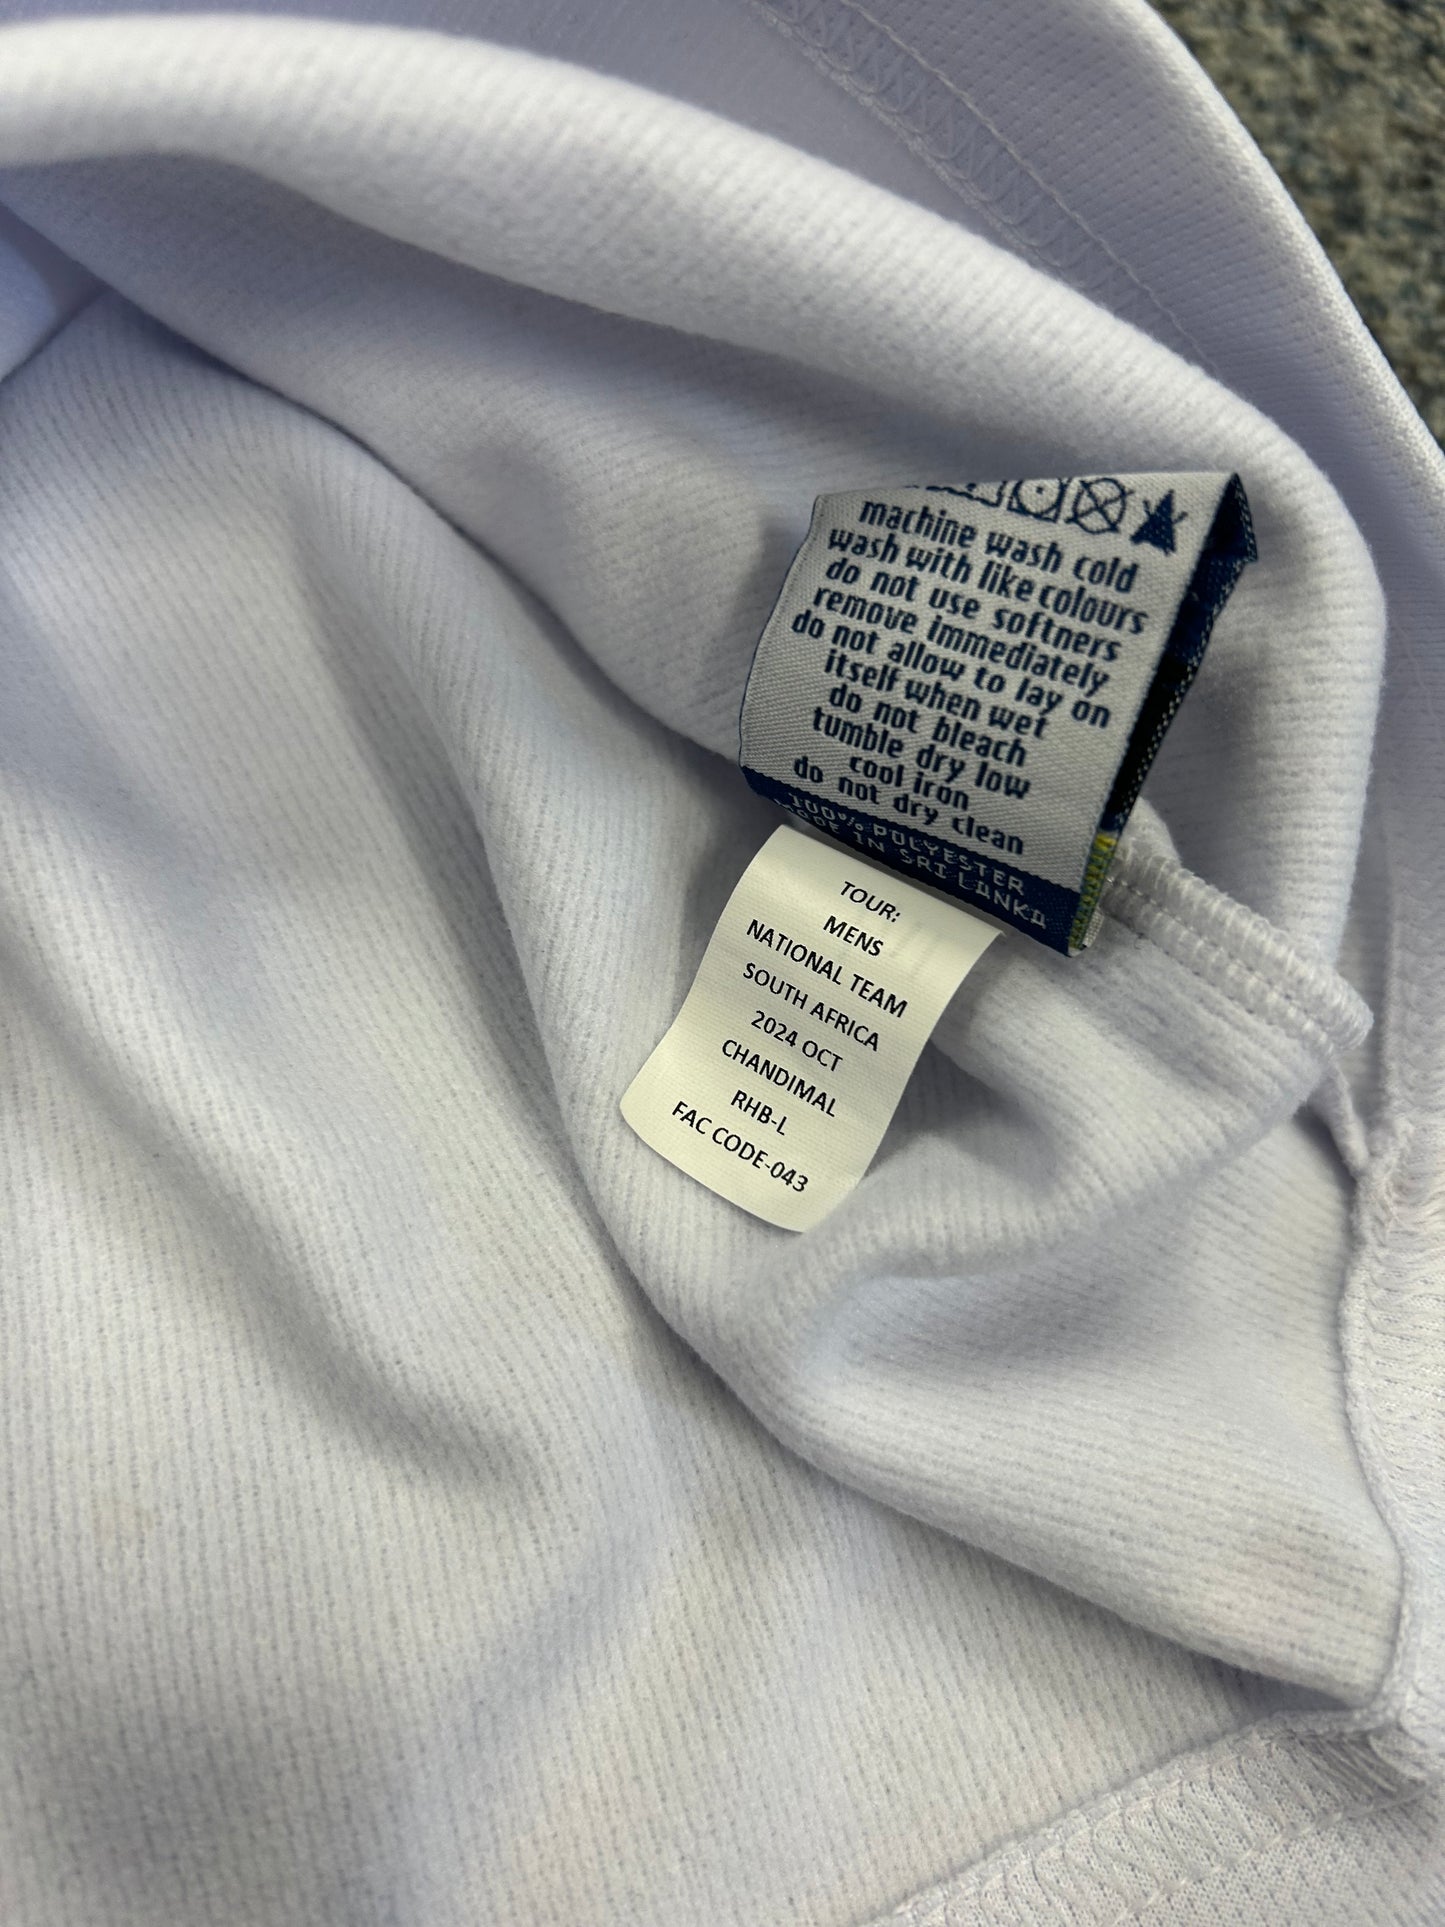 machine wash cold
wash with like colours
do not use softners
remove immediately
do not allow to lay on
itself when wet
do not bleach
tumble dry low
cool iron
do not dry clean
100% POLYESTER
MADE IN SRI LANKA
TOUR:
MENS
NATIONAL TEAM
SOUTH AFRICA
2024 OCT
CHANDIMAL
RHB-L
FAC CODE-043